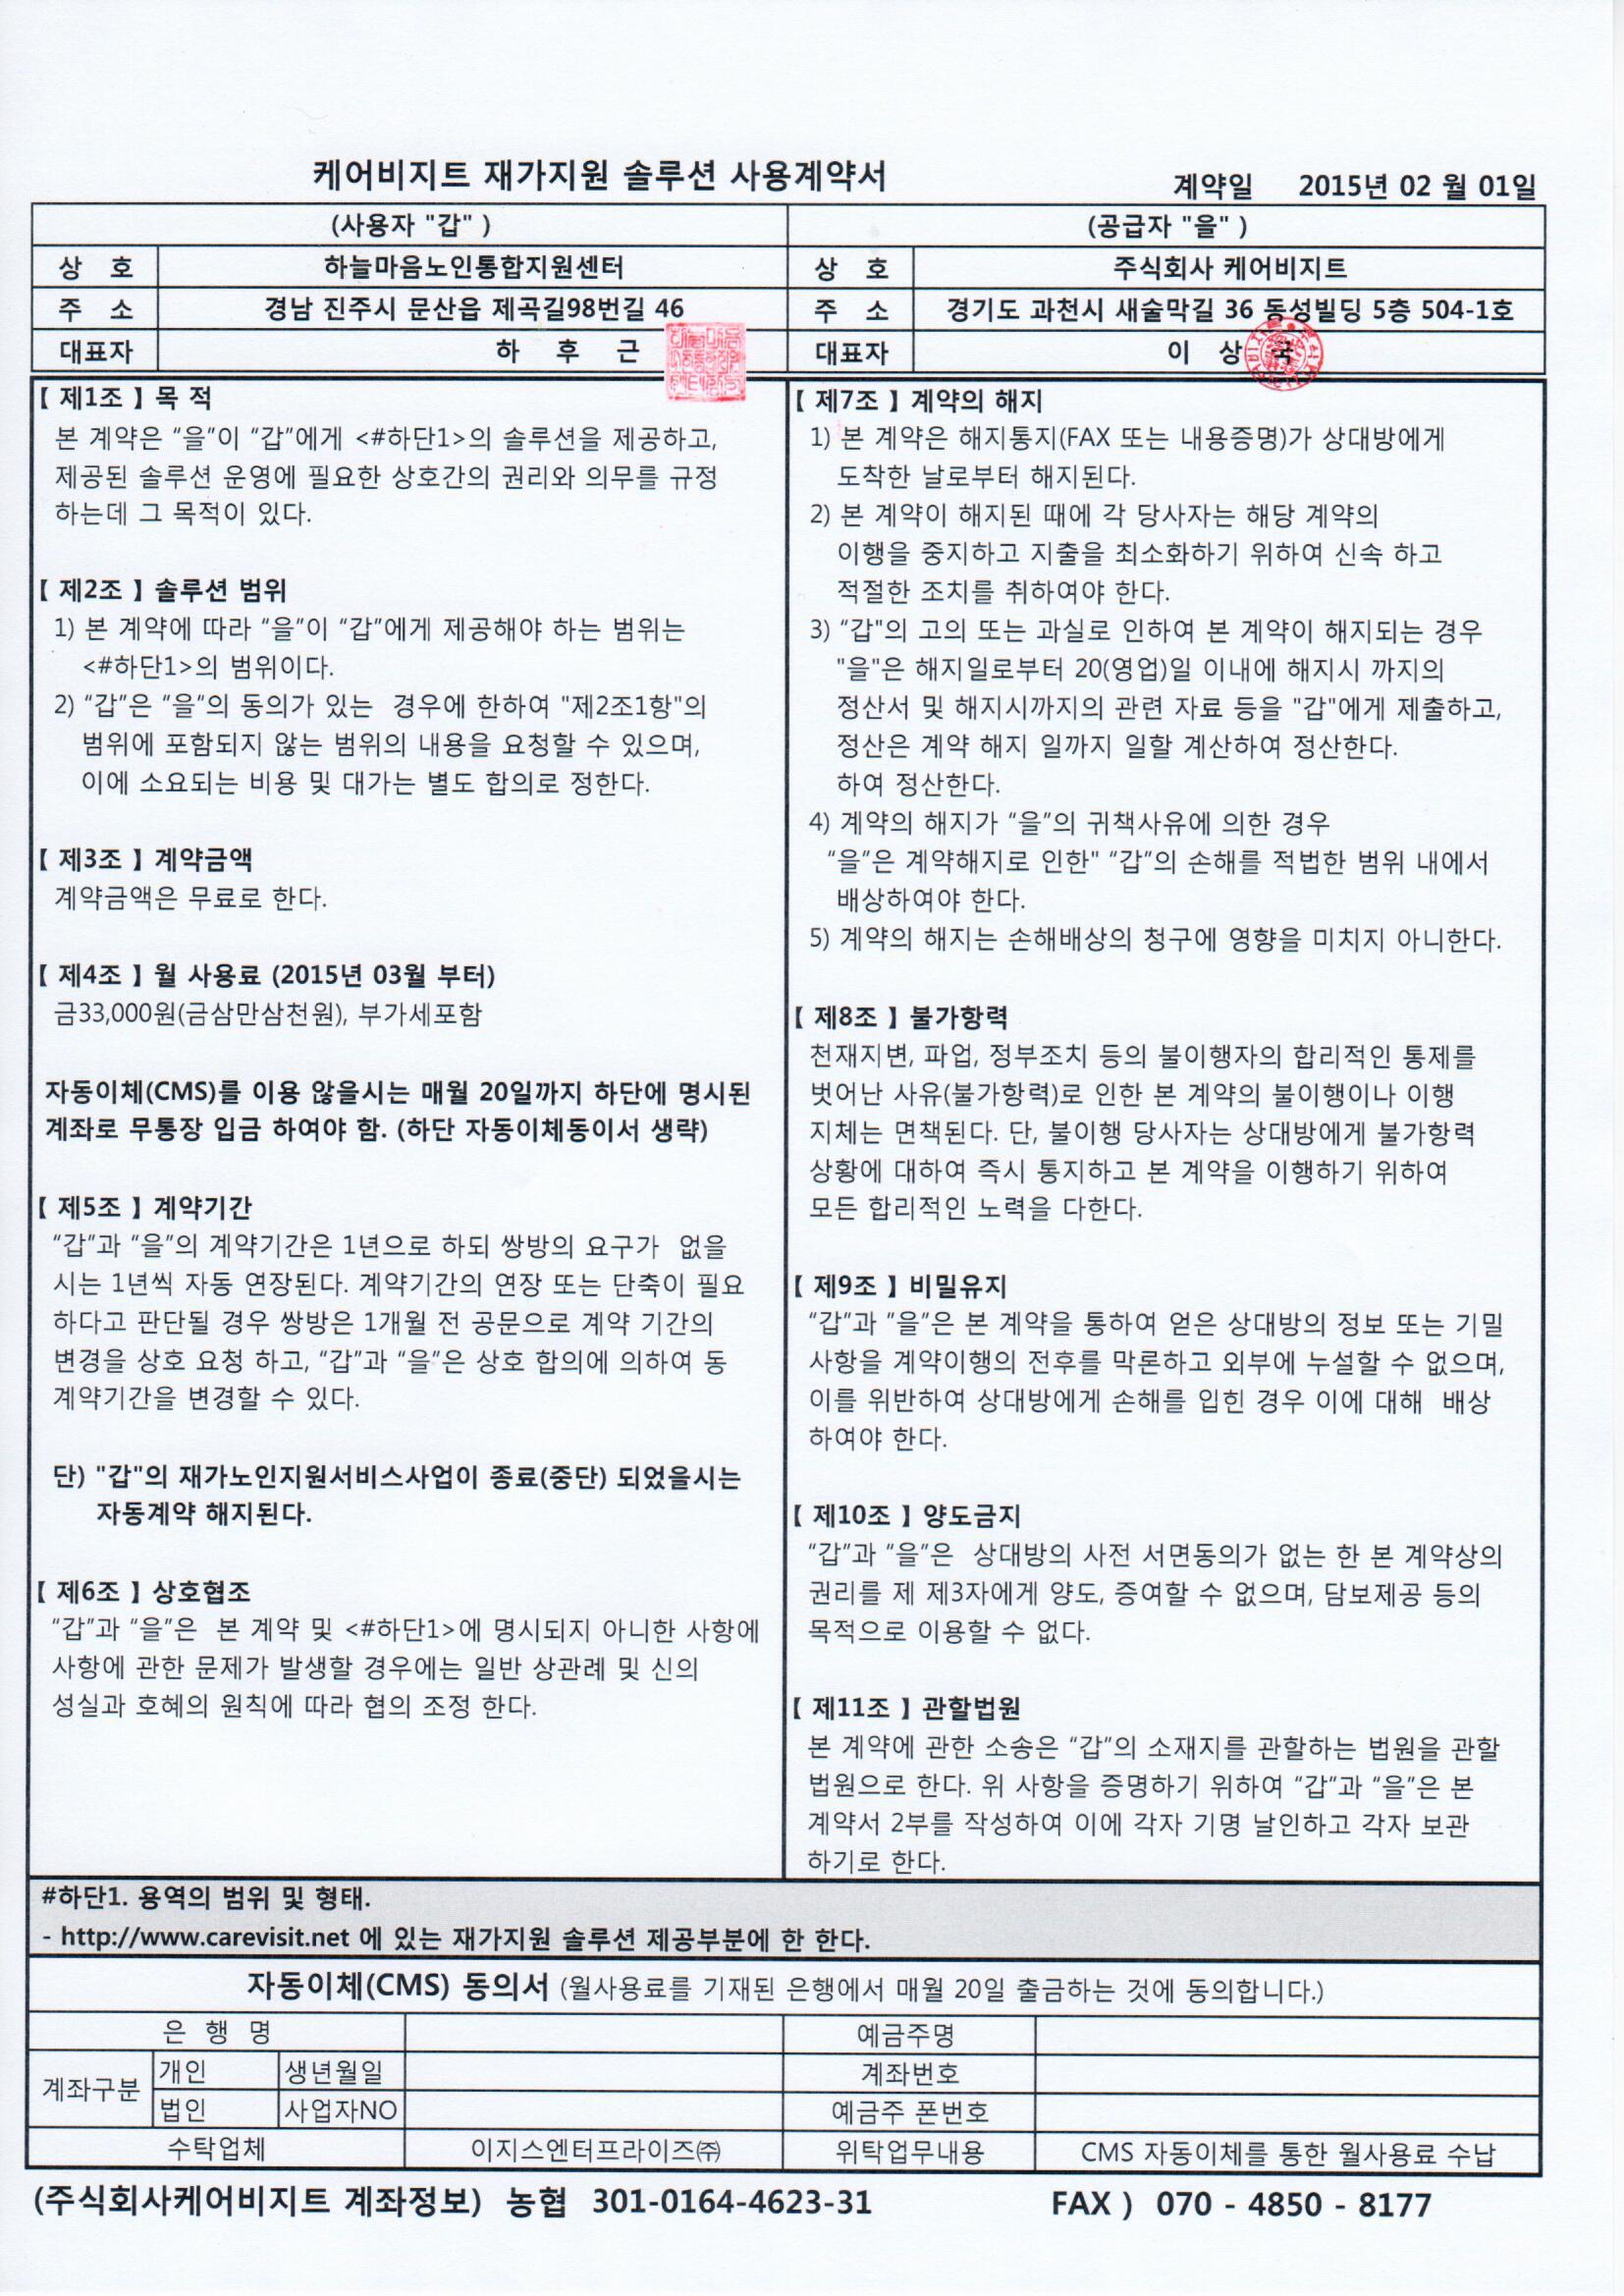 케어비지트 재가지원 솔루션 사용계약서
계약일 2015년 02 월 01일
(사용자 "갑" )
(공급자 "을" )
상 호 하늘마음노인통합지원센터
상 호 주식회사 케어비지트
주 소 경남 진주시 문산읍 제곡길98번길 46
주 소 경기도 과천시 새술막길 36 동성빌딩 5층 504-1호
대표자 하 후 근
대표자 이 상 국
【 제1조 】 목 적
본 계약은 “을”이 “갑”에게 <#하단1>의 솔루션을 제공하고,
제공된 솔루션 운영에 필요한 상호간의 권리와 의무를 규정
하는데 그 목적이 있다.
【 제2조 】 솔루션 범위
1) 본 계약에 따라 “을”이 “갑”에게 제공해야 하는 범위는
<#하단1>의 범위이다.
2) “갑”은 “을”의 동의가 있는 경우에 한하여 "제2조1항"의
범위에 포함되지 않는 범위의 내용을 요청할 수 있으며,
이에 소요되는 비용 및 대가는 별도 합의로 정한다.
【 제3조 】 계약금액
계약금액은 무료로 한다.
【 제4조 】 월 사용료 (2015년 03월 부터)
금33,000원(금삼만삼천원), 부가세포함
자동이체(CMS)를 이용 않을시는 매월 20일까지 하단에 명시된
계좌로 무통장 입금 하여야 함. (하단 자동이체동이서 생략)
【 제5조 】 계약기간
“갑”과 “을”의 계약기간은 1년으로 하되 쌍방의 요구가 없을
시는 1년씩 자동 연장된다. 계약기간의 연장 또는 단축이 필요
하다고 판단될 경우 쌍방은 1개월 전 공문으로 계약 기간의
변경을 상호 요청 하고, “갑”과 “을”은 상호 합의에 의하여 동
계약기간을 변경할 수 있다.
단) "갑"의 재가노인지원서비스사업이 종료(중단) 되었을시는
자동계약 해지된다.
【 제6조 】 상호협조
“갑”과 “을”은 본 계약 및 <#하단1>에 명시되지 아니한 사항에
사항에 관한 문제가 발생할 경우에는 일반 상관례 및 신의
성실과 호혜의 원칙에 따라 협의 조정 한다.
【 제7조 】 계약의 해지
1) 본 계약은 해지통지(FAX 또는 내용증명)가 상대방에게
도착한 날로부터 해지된다.
2) 본 계약이 해지된 때에 각 당사자는 해당 계약의
이행을 중지하고 지출을 최소화하기 위하여 신속 하고
적절한 조치를 취하여야 한다.
3) “갑"의 고의 또는 과실로 인하여 본 계약이 해지되는 경우
"을"은 해지일로부터 20(영업)일 이내에 해지시 까지의
정산서 및 해지시까지의 관련 자료 등을 "갑"에게 제출하고,
정산은 계약 해지 일까지 일할 계산하여 정산한다.
하여 정산한다.
4) 계약의 해지가 “을”의 귀책사유에 의한 경우
“을”은 계약해지로 인한" “갑”의 손해를 적법한 범위 내에서
배상하여야 한다.
5) 계약의 해지는 손해배상의 청구에 영향을 미치지 아니한다.
【 제8조 】 불가항력
천재지변, 파업, 정부조치 등의 불이행자의 합리적인 통제를
벗어난 사유(불가항력)로 인한 본 계약의 불이행이나 이행
지체는 면책된다. 단, 불이행 당사자는 상대방에게 불가항력
상황에 대하여 즉시 통지하고 본 계약을 이행하기 위하여
모든 합리적인 노력을 다한다.
【 제9조 】 비밀유지
“갑”과 “을”은 본 계약을 통하여 얻은 상대방의 정보 또는 기밀
사항을 계약이행의 전후를 막론하고 외부에 누설할 수 없으며,
이를 위반하여 상대방에게 손해를 입힌 경우 이에 대해 배상
하여야 한다.
【 제10조 】 양도금지
“갑”과 “을”은 상대방의 사전 서면동의가 없는 한 본 계약상의
권리를 제 제3자에게 양도, 증여할 수 없으며, 담보제공 등의
목적으로 이용할 수 없다.
【 제11조 】 관할법원
본 계약에 관한 소송은 “갑”의 소재지를 관할하는 법원을 관할
법원으로 한다. 위 사항을 증명하기 위하여 “갑”과 “을”은 본
계약서 2부를 작성하여 이에 각자 기명 날인하고 각자 보관
하기로 한다.
#하단1. 용역의 범위 및 형태.
- http://www.carevisit.net 에 있는 재가지원 솔루션 제공부분에 한 한다.
자동이체(CMS) 동의서 (월사용료를 기재된 은행에서 매월 20일 출금하는 것에 동의합니다.)
은 행 명 예금주명
계좌구분 개인 생년월일 계좌번호
법인 사업자NO 예금주 폰번호
수탁업체 이지스엔터프라이즈㈜ 위탁업무내용 CMS 자동이체를 통한 월사용료 수납
(주식회사케어비지트 계좌정보) 농협 301-0164-4623-31
FAX ) 070 - 4850 - 8177